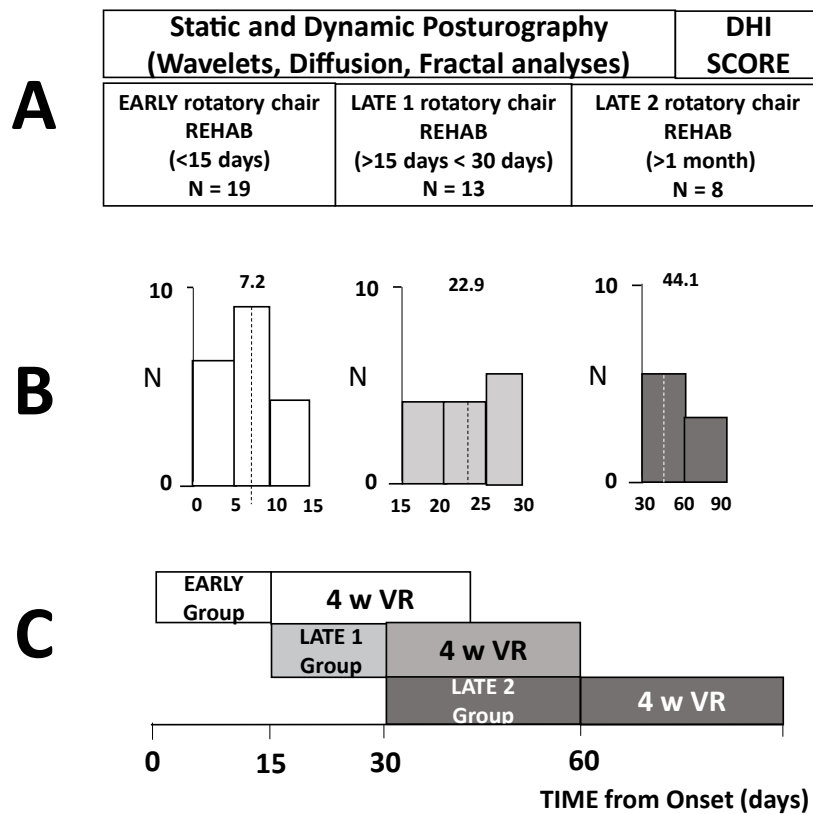 A
Static and Dynamic Posturography
(Wavelets, Diffusion, Fractal analyses)
DHI
SCORE
EARLY rotatory chair
REHAB
(<15 days)
N = 19
LATE 1 rotatory chair
REHAB
(>15 days < 30 days)
N = 13
LATE 2 rotatory chair
REHAB
(>1 month)
N = 8
B
10
7.2
N
0
0 5 10 15
10
22.9
N
0
15 20 25 30
10
44.1
N
0
30 60 90
C
EARLY
Group
4 w VR
LATE 1
Group
4 w VR
LATE 2
Group
4 w VR
0 15 30 60
TIME from Onset (days)